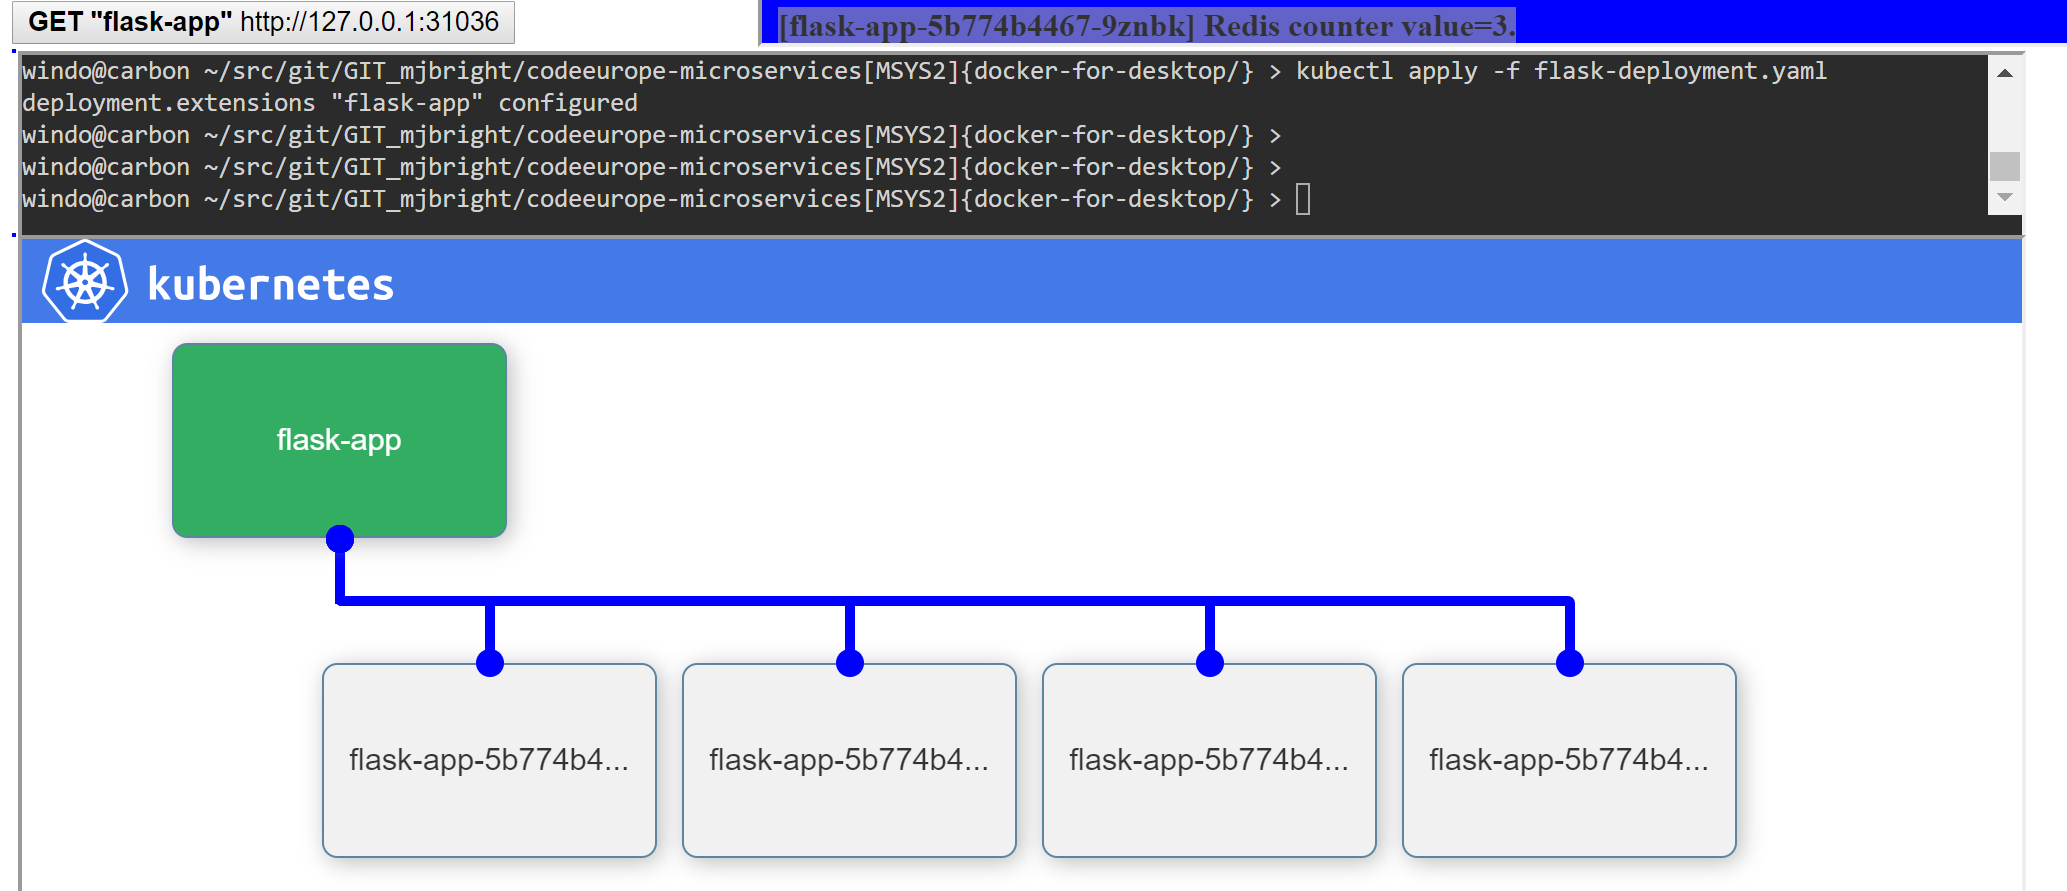 GET "flask-app" http://127.0.0.1:31036
[flask-app-5b774b4467-9znbk] Redis counter value=3.
windo@carbon ~/src/git/GIT_mjbright/codeeurope-microservices[MSYS2]{docker-for-desktop/} > kubectl apply -f flask-deployment.yaml
deployment.extensions "flask-app" configured
windo@carbon ~/src/git/GIT_mjbright/codeeurope-microservices[MSYS2]{docker-for-desktop/} >
windo@carbon ~/src/git/GIT_mjbright/codeeurope-microservices[MSYS2]{docker-for-desktop/} >
windo@carbon ~/src/git/GIT_mjbright/codeeurope-microservices[MSYS2]{docker-for-desktop/} >
kubernetes
flask-app
flask-app-5b774b4...
flask-app-5b774b4...
flask-app-5b774b4...
flask-app-5b774b4...